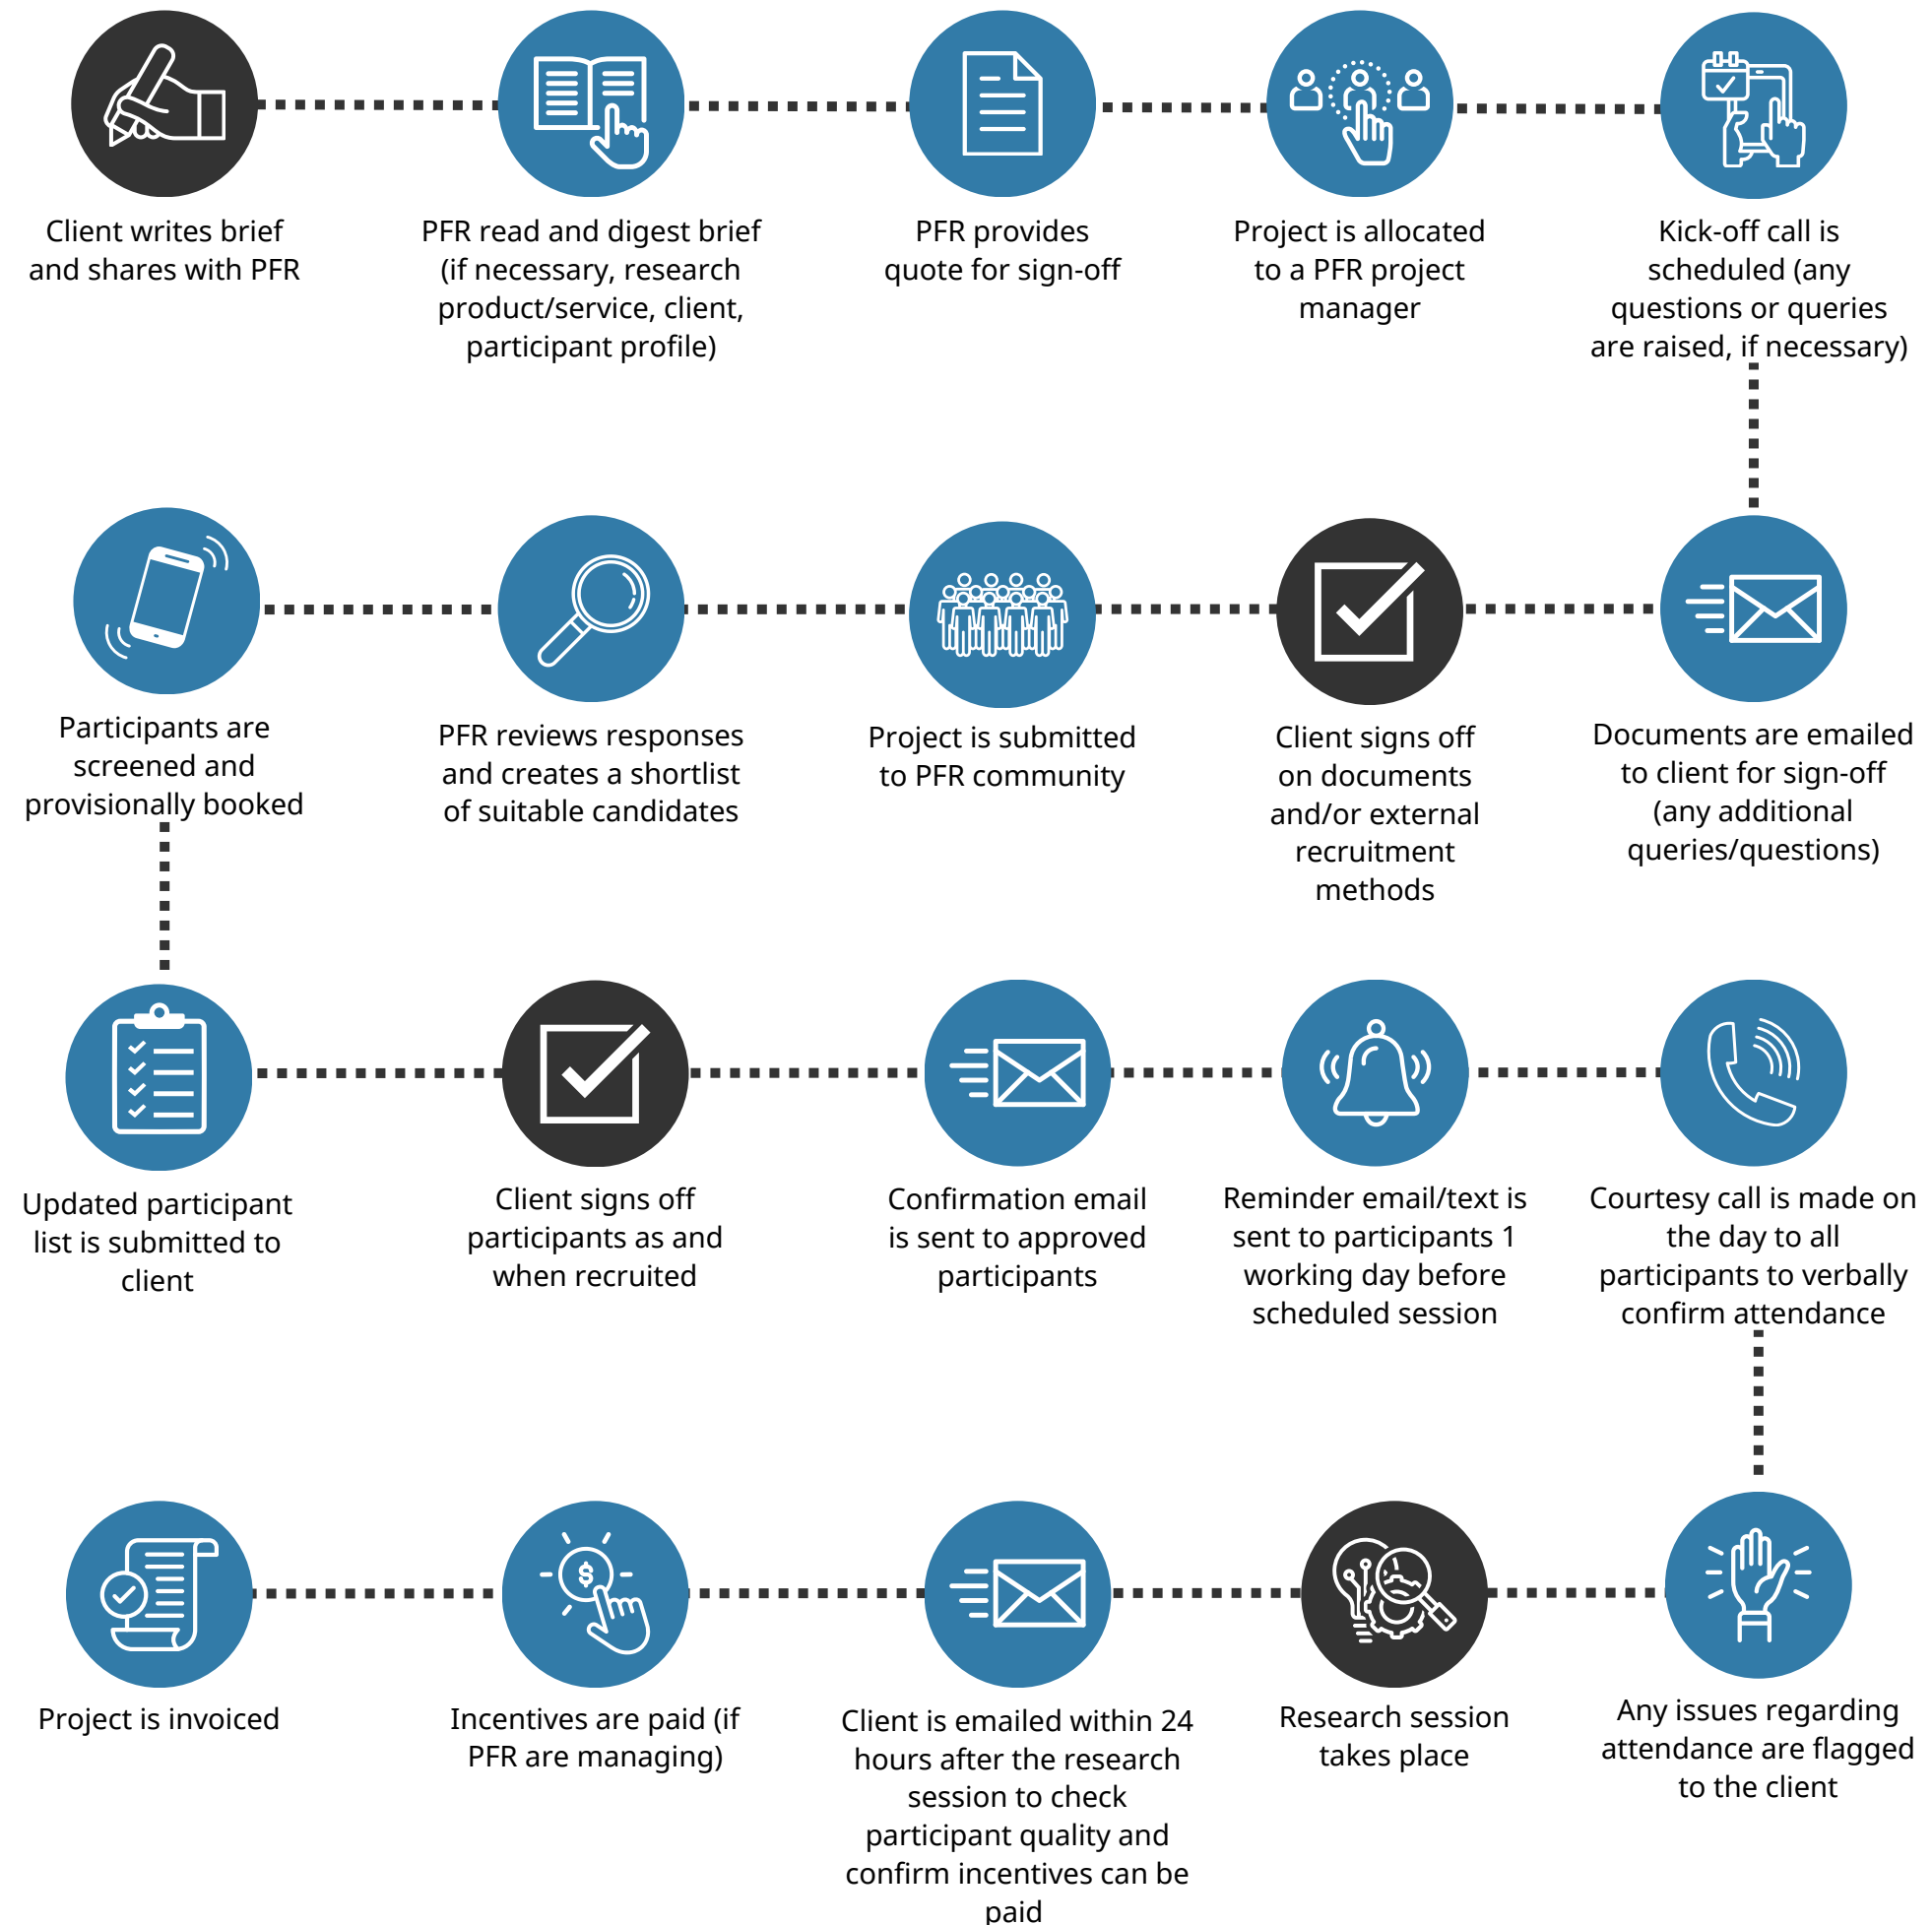 Client writes brief
and shares with PFR
PFR read and digest brief
(if necessary, research
product/service, client,
participant profile)
PFR provides
quote for sign-off
Project is allocated
to a PFR project
manager
Kick-off call is
scheduled (any
questions or queries
are raised, if necessary)
Documents are emailed
to client for sign-off
(any additional
queries/questions)
Client signs off
on documents
and/or external
recruitment
methods
Project is submitted
to PFR community
PFR reviews responses
and creates a shortlist
of suitable candidates
Participants are
screened and
provisionally booked
Updated participant
list is submitted to
client
Client signs off
participants as and
when recruited
Confirmation email
is sent to approved
participants
Reminder email/text is
sent to participants 1
working day before
scheduled session
Courtesy call is made on
the day to all
participants to verbally
confirm attendance
Any issues regarding
attendance are flagged
to the client
Research session
takes place
Client is emailed within 24
hours after the research
session to check
participant quality and
confirm incentives can be
paid
$
Incentives are paid (if
PFR are managing)
Project is invoiced